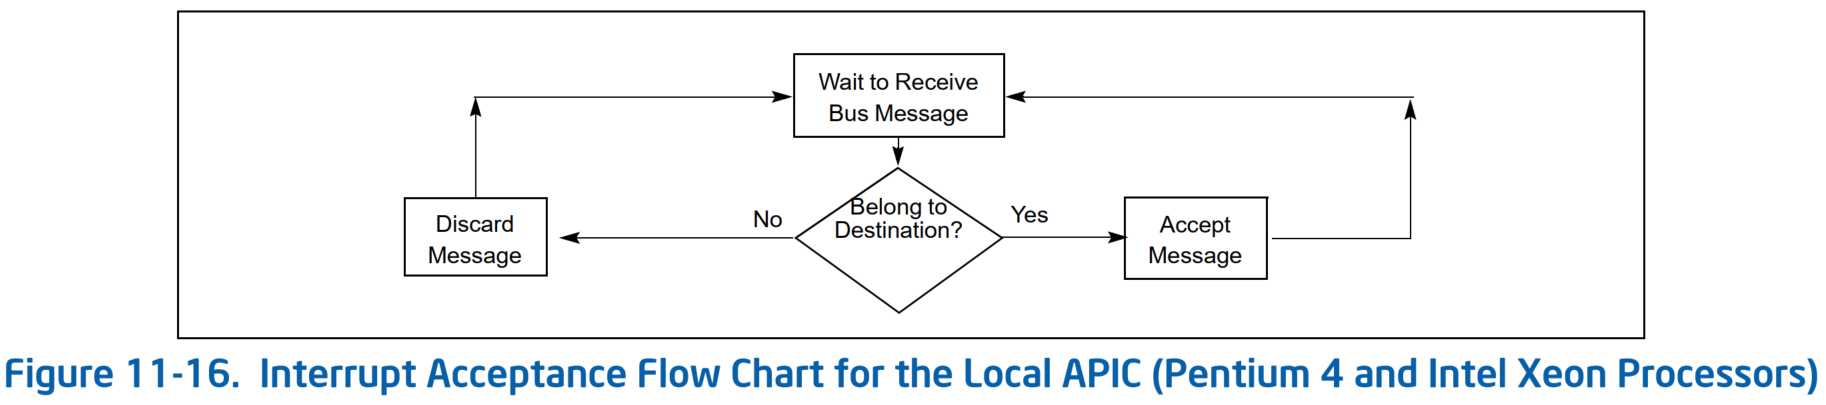 Wait to Receive
Bus Message
Belong to
Destination?
No
Yes
Discard
Message
Accept
Message
Figure 11-16. Interrupt Acceptance Flow Chart for the Local APIC (Pentium 4 and Intel Xeon Processors)